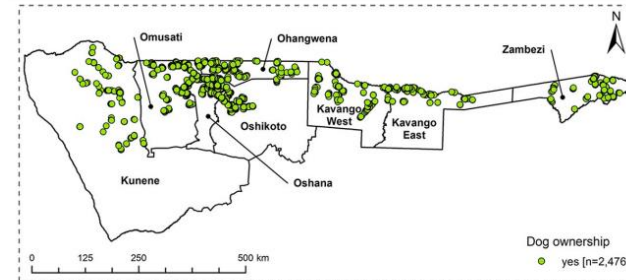 N
Omusati
Ohangwena
Zambezi
Kavango
West
Kavango
East
Oshikoto
Kunene
Oshana
0 125 250 500 km
Dog ownership
yes [n=2,476